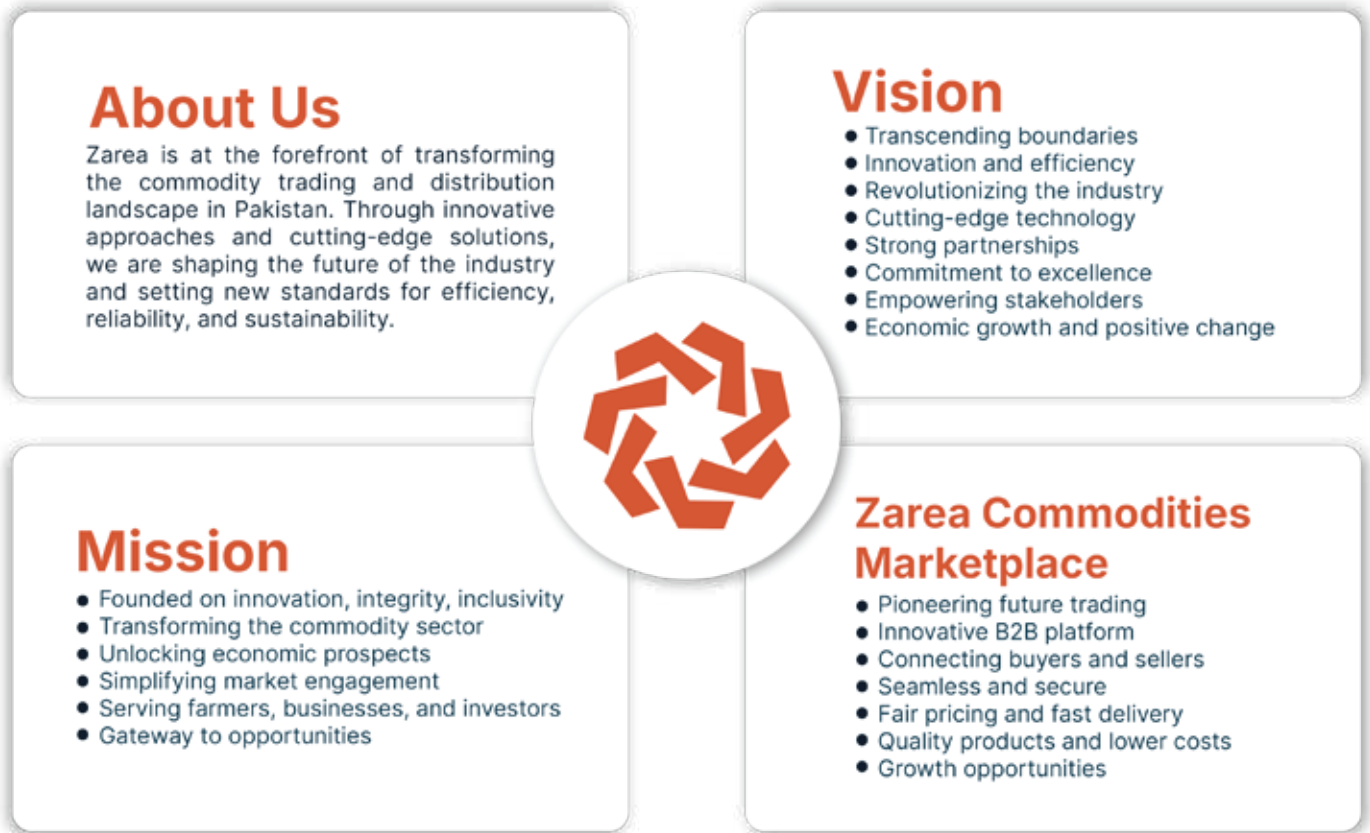 About Us
Zarea is at the forefront of transforming
the commodity trading and distribution
landscape in Pakistan. Through innovative
approaches and cutting-edge solutions,
we are shaping the future of the industry
and setting new standards for efficiency,
reliability, and sustainability.
Vision
• Transcending boundaries
• Innovation and efficiency
• Revolutionizing the industry
• Cutting-edge technology
• Strong partnerships
• Commitment to excellence
• Empowering stakeholders
• Economic growth and positive change
Mission
• Founded on innovation, integrity, inclusivity
• Transforming the commodity sector
• Unlocking economic prospects
• Simplifying market engagement
• Serving farmers, businesses, and investors
• Gateway to opportunities
Zarea Commodities
Marketplace
• Pioneering future trading
• Innovative B2B platform
• Connecting buyers and sellers
• Seamless and secure
• Fair pricing and fast delivery
• Quality products and lower costs
• Growth opportunities